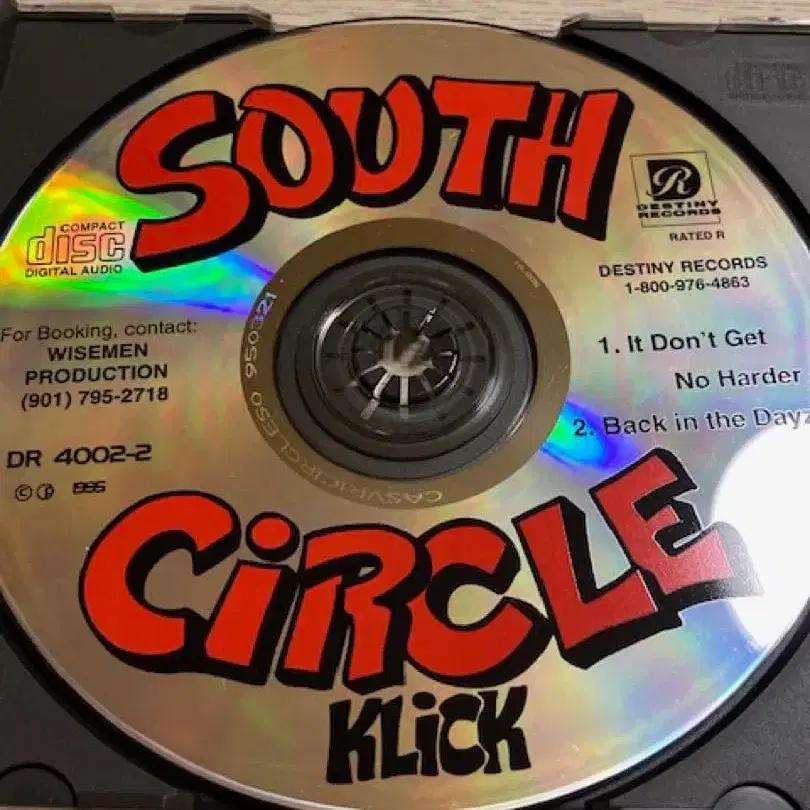 SOUTH
COMPACT
disc
DIGITAL AUDIO
R
DESTINY
RECORDS
RATED R
DESTINY RECORDS
1-800-976-4863
For Booking, contact:
WISEMEN
PRODUCTION
(901) 795-2718
1. It Don't Get
No Harder
2. Back in the Dayz
DR 4002-2
© ℗ 1995
950321
CiRCLE
KLiCK